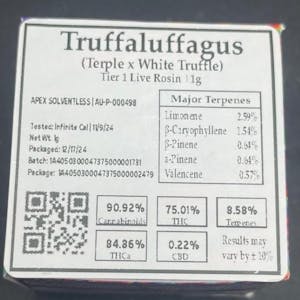 Truffaluffagus
(Terple x White Truffle)
Tier 1 Live Rosin | 1g
APEX SOLVENTLESS | AU-P-000498
Tested: Infinite Cal | 11/9/24
Net Wt. 1g
Packaged: 12/17/24
Batch: 1A4050300047375000001731
Package: 1A4050300047375000002479
Major Terpenes
Limonene 2.59%
β-Caryophyllene 1.54%
β-Pinene 0.64%
a-Pinene 0.64%
Valencene 0.57%
90.92%
Cannabinoids
75.01%
THC
8.58%
Terpenes
84.86%
THCa
0.22%
CBD
Results may
vary by ± 10%